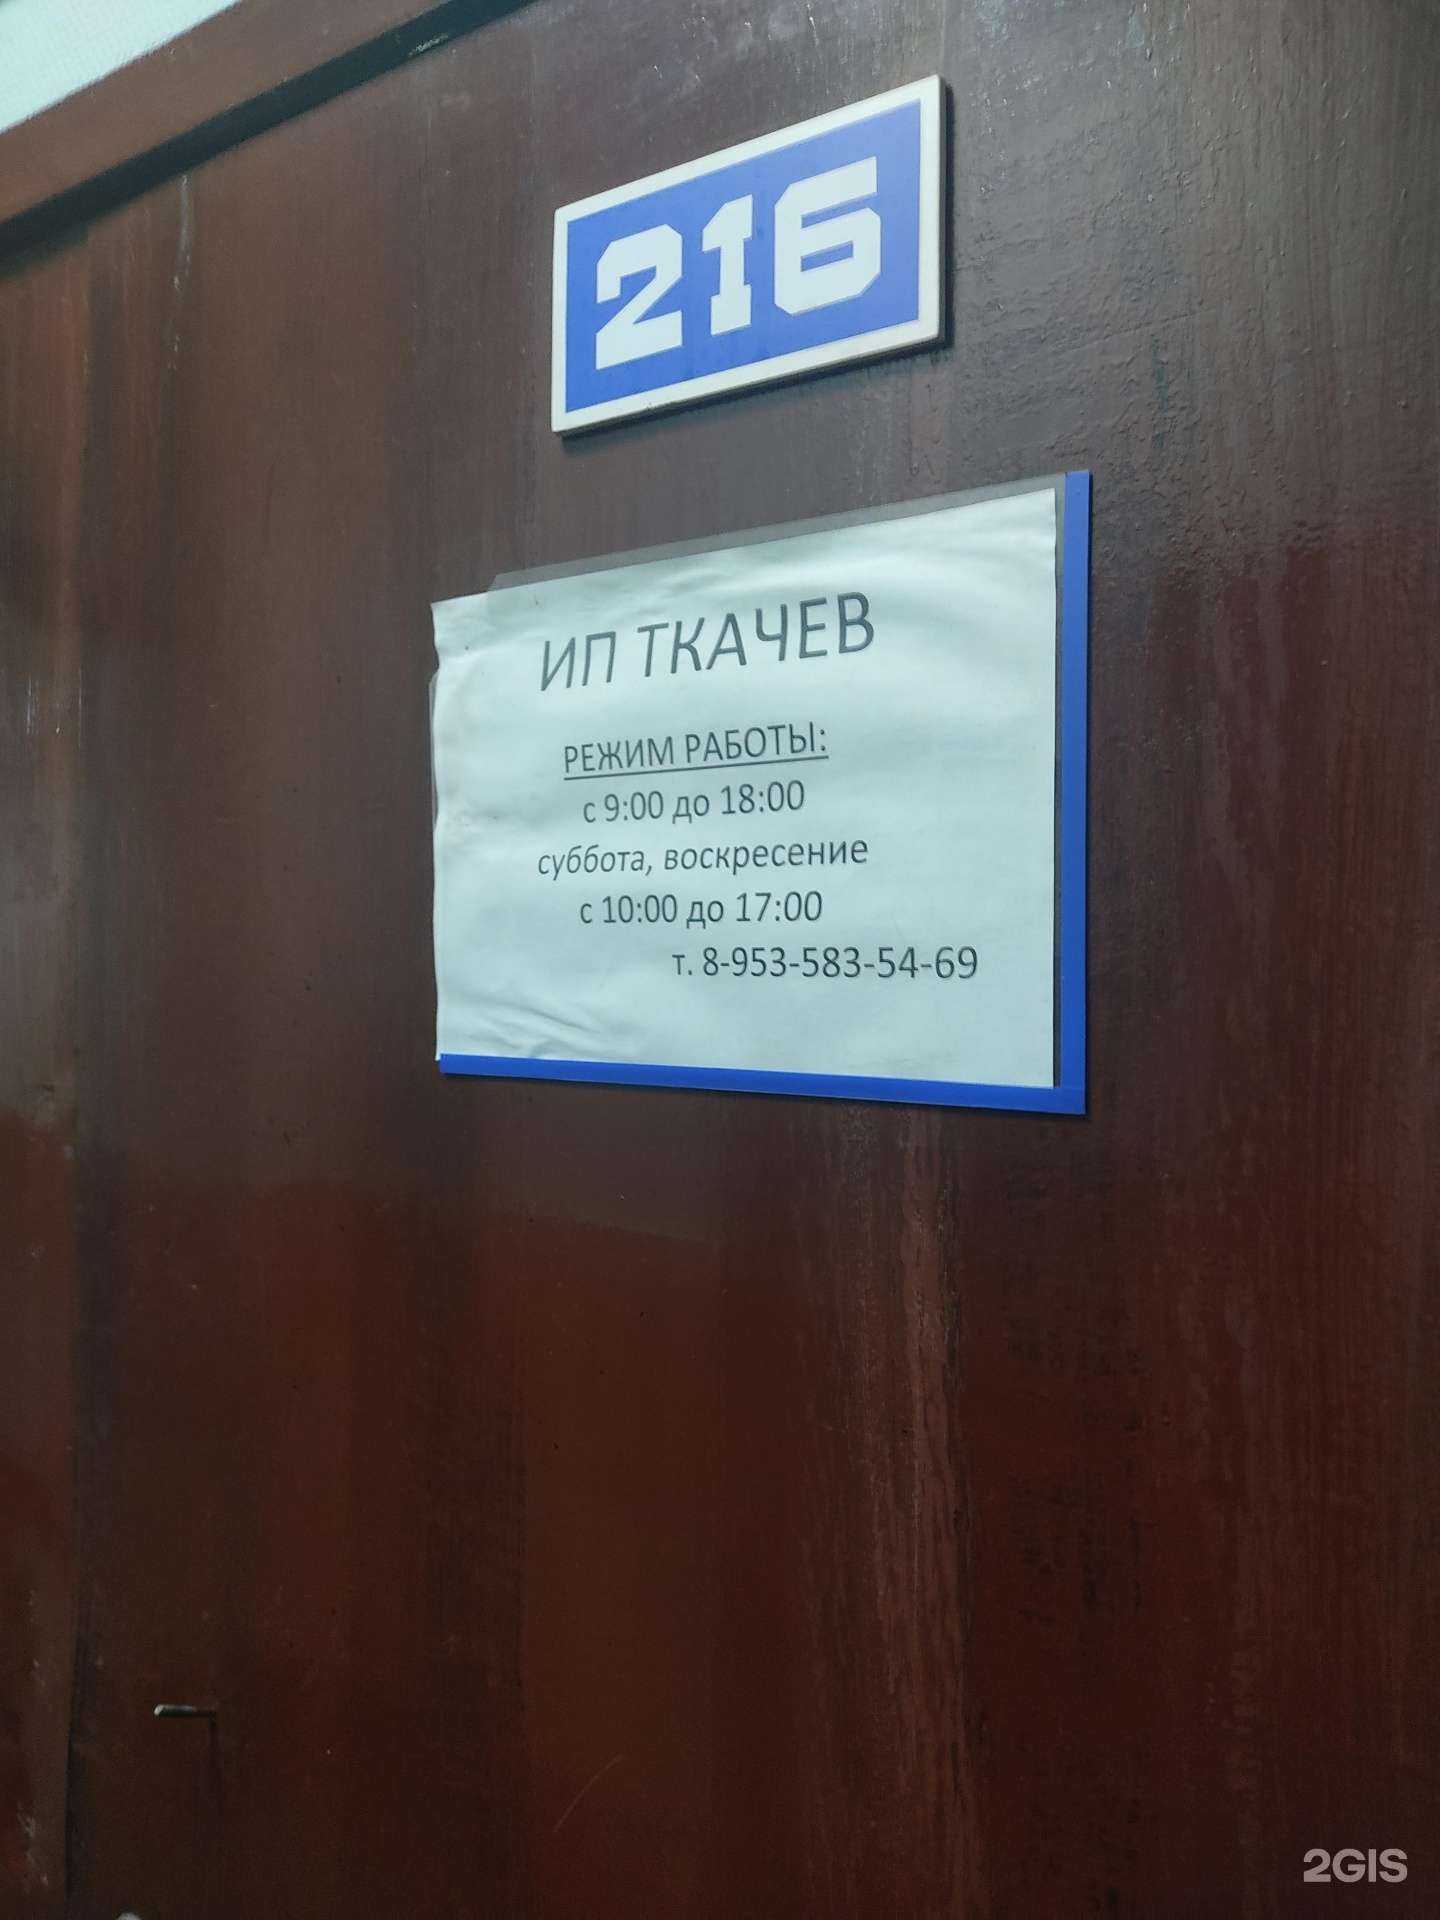 216
ИП ТКАЧЕВ
РЕЖИМ РАБОТЫ:
с 9:00 до 18:00
суббота, воскресение
с 10:00 до 17:00
т. 8-953-583-54-69
2GIS